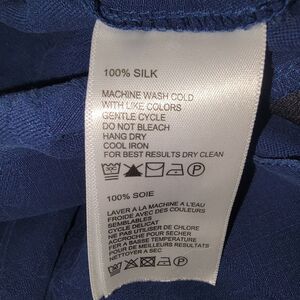 100% SILK
MACHINE WASH COLD
WITH LIKE COLORS
GENTLE CYCLE
DO NOT BLEACH
HANG DRY
COOL IRON
FOR BEST RESULTS DRY CLEAN
100% SOIE
LAVER A LA MACHINE A L'EAU
FROIDE AVEC DES COULEURS
SEMBLABLES
CYCLE DELICAT
NE PAS UTILISER DE CHLORE
ACCROCHE POUR SECHER
FER A BASSE TEMPERATURE
POUR DE MEILLEURS RESULTATS
NETTOYER A SEC